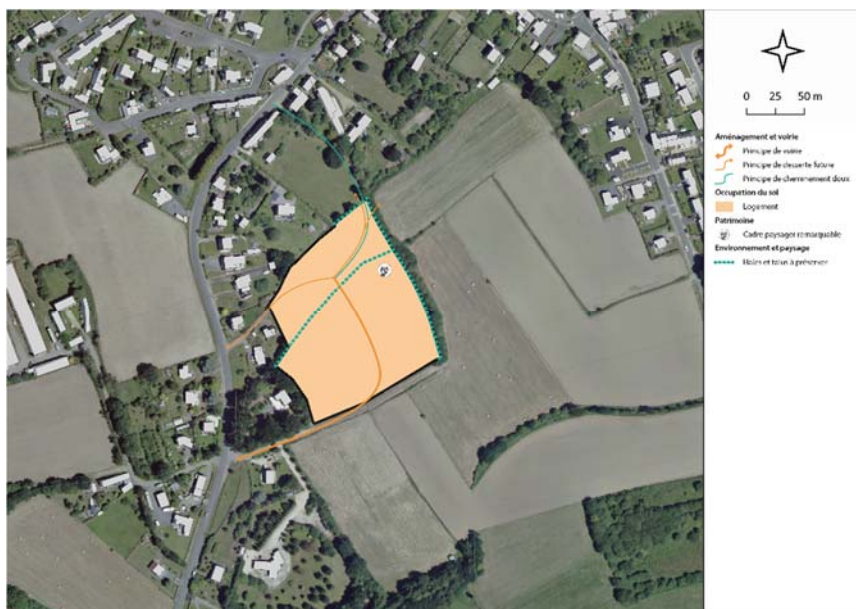 0 25 50 m
Aménagement et voirie
Principe de voirie
Principe de desserte future
Principe de cheminement doux
Occupation du sol
Logement
Patrimoine
Cadre paysager remarquable
Environnement et paysage
Haies et talus à préserver